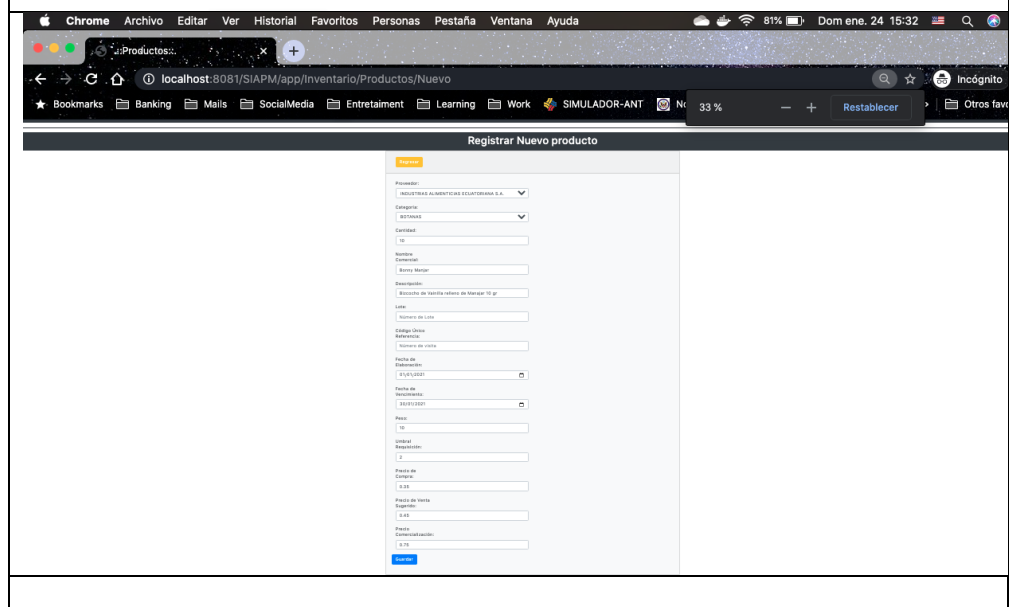 Chrome Archivo Editar Ver Historial Favoritos Personas Pestaña Ventana Ayuda 81% Dom ene. 24 15:32
.::Productos::.
localhost:8081/SIAPM/app/Inventario/Productos/Nuevo Incógnito
Bookmarks Banking Mails SocialMedia Entretaiment Learning Work SIMULADOR-ANT Otros favo
33 % Restablecer
Registrar Nuevo producto
Regresar
Proveedor:
INDUSTRIAS ALIMENTICIAS ECUATORIANA S.A.
Categoría:
BOTANAS
Cantidad:
10
Nombre
Comercial:
Bonny Manjar
Descripción:
Bizcocho de Vainilla relleno de Manajar 10 gr
Lote:
Número de Lote
Código Único
Referencia:
Número de visita
Fecha de
Elaboración:
01/01/2021
Fecha de
Vencimiento:
30/01/2021
Peso:
10
Umbral
Requisición:
2
Precio de
Compra:
0.35
Precio de Venta
Sugerido:
0.45
Precio
Comercialización:
0.75
Guardar